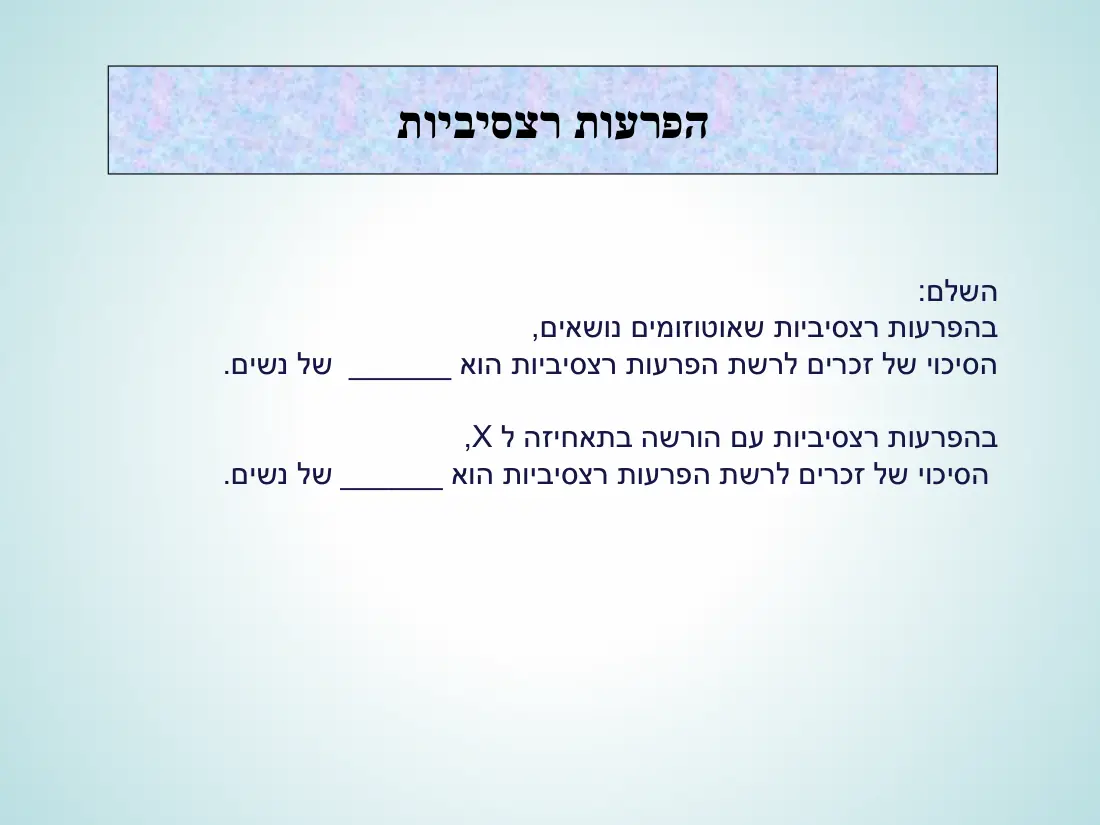 הפרעות רצסיביות
השלם:
בהפרעות רצסיביות שאוטוזומים נושאים,
הסיכוי של זכרים לרשת הפרעות רצסיביות הוא _______ של נשים.
בהפרעות רצסיביות עם הורשה בתאחיזה ל X,
הסיכוי של זכרים לרשת הפרעות רצסיביות הוא _______ של נשים.